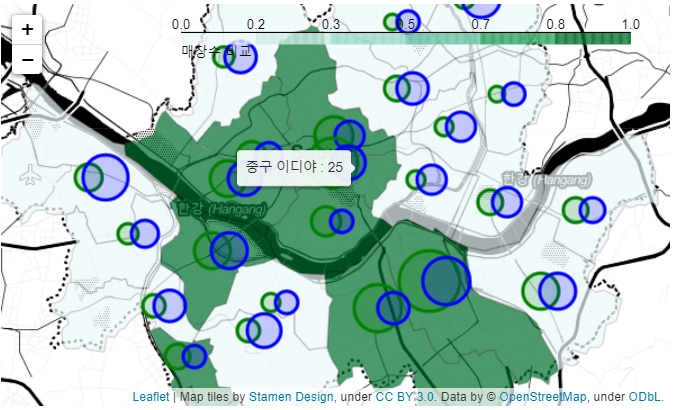 +
−
0.0 0.2 0.3 0.5 0.7 0.8 1.0
매장수 비교
중구 이디야 : 25
한강 (Hangang)
한강 (Hangang)
Leaflet | Map tiles by Stamen Design, under CC BY 3.0. Data by © OpenStreetMap, under ODbL.